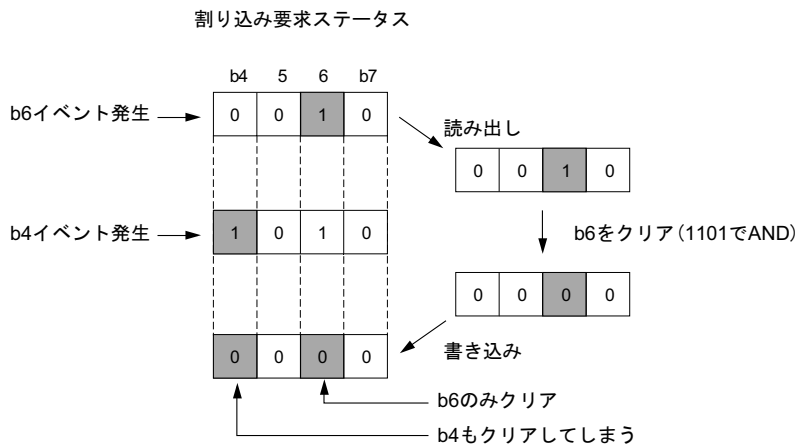 割り込み要求ステータス
b4 5 6 b7
b6イベント発生
0 0 1 0
読み出し
0 0 1 0
b4イベント発生
1 0 1 0
b6をクリア(1101でAND)
0 0 0 0
書き込み
0 0 0 0
b6のみクリア
b4もクリアしてしまう